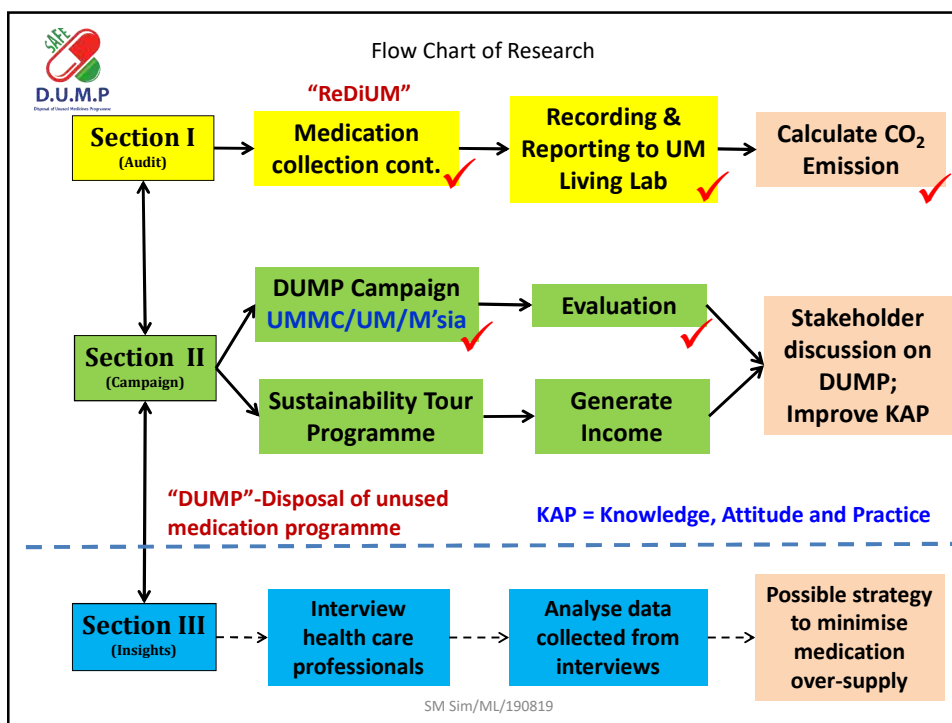 SAFE
D.U.M.P
Disposal of Unused Medicines Programme
Flow Chart of Research
“ReDiUM”
Section I
(Audit)
Medication
collection cont.
Recording &
Reporting to UM
Living Lab
Calculate CO₂
Emission
Section II
(Campaign)
DUMP Campaign
UMMC/UM/M’sia
Evaluation
Sustainability Tour
Programme
Generate
Income
Stakeholder
discussion on
DUMP;
Improve KAP
“DUMP”-Disposal of unused
medication programme
KAP = Knowledge, Attitude and Practice
Section III
(Insights)
Interview
health care
professionals
Analyse data
collected from
interviews
Possible strategy
to minimise
medication
over-supply
SM Sim/ML/190819